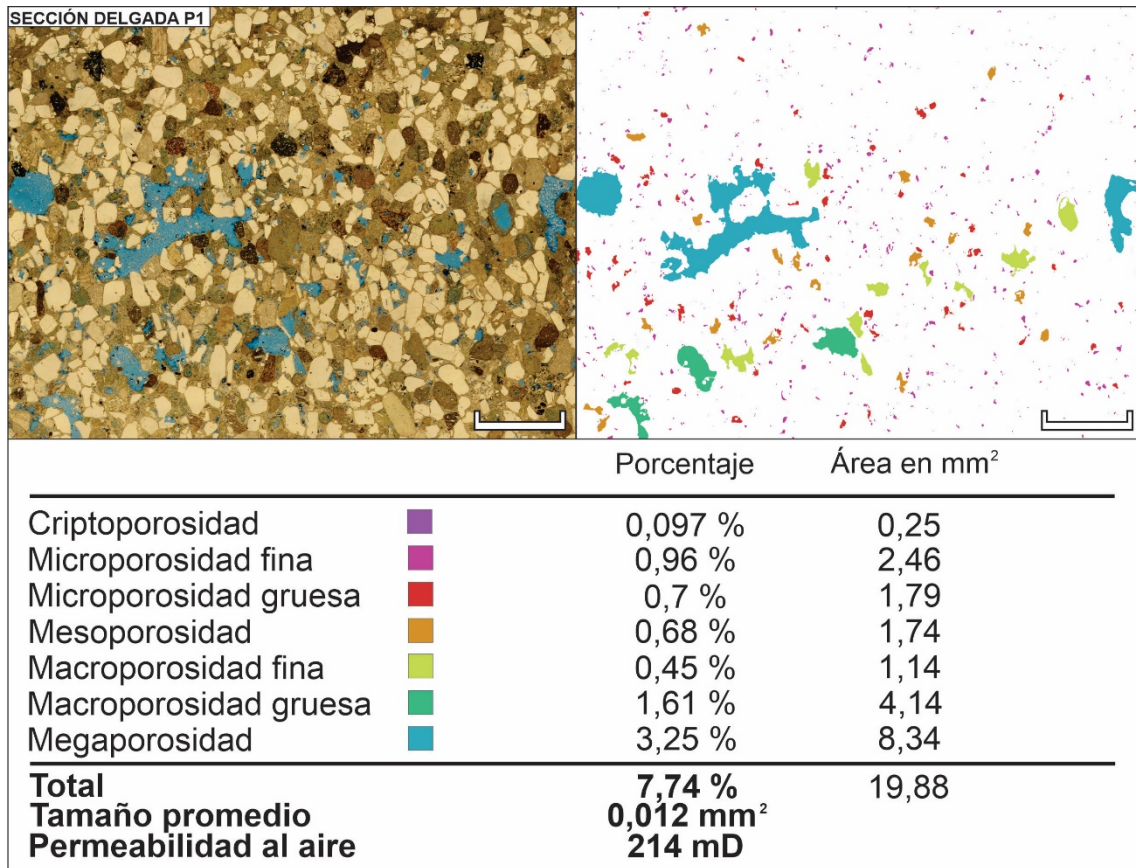 SECCIÓN DELGADA P1
Porcentaje Área en mm²
Criptoporosidad 0,097 % 0,25
Microporosidad fina 0,96 % 2,46
Microporosidad gruesa 0,7 % 1,79
Mesoporosidad 0,68 % 1,74
Macroporosidad fina 0,45 % 1,14
Macroporosidad gruesa 1,61 % 4,14
Megaporosidad 3,25 % 8,34
Total 7,74 % 19,88
Tamaño promedio 0,012 mm²
Permeabilidad al aire 214 mD